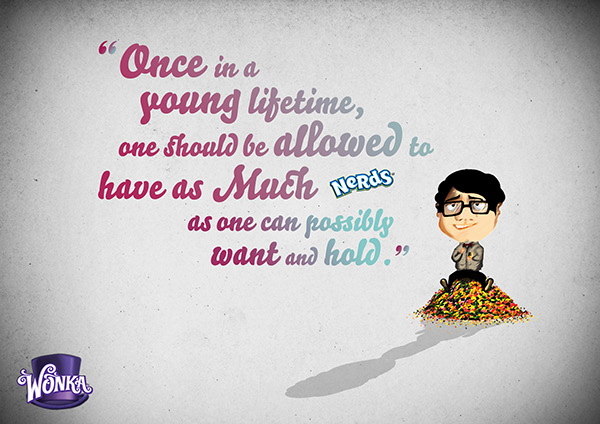 “Once in a
young lifetime,
one should be allowed to
have as Much NERDS
as one can possibly
want and hold.”
WONKA